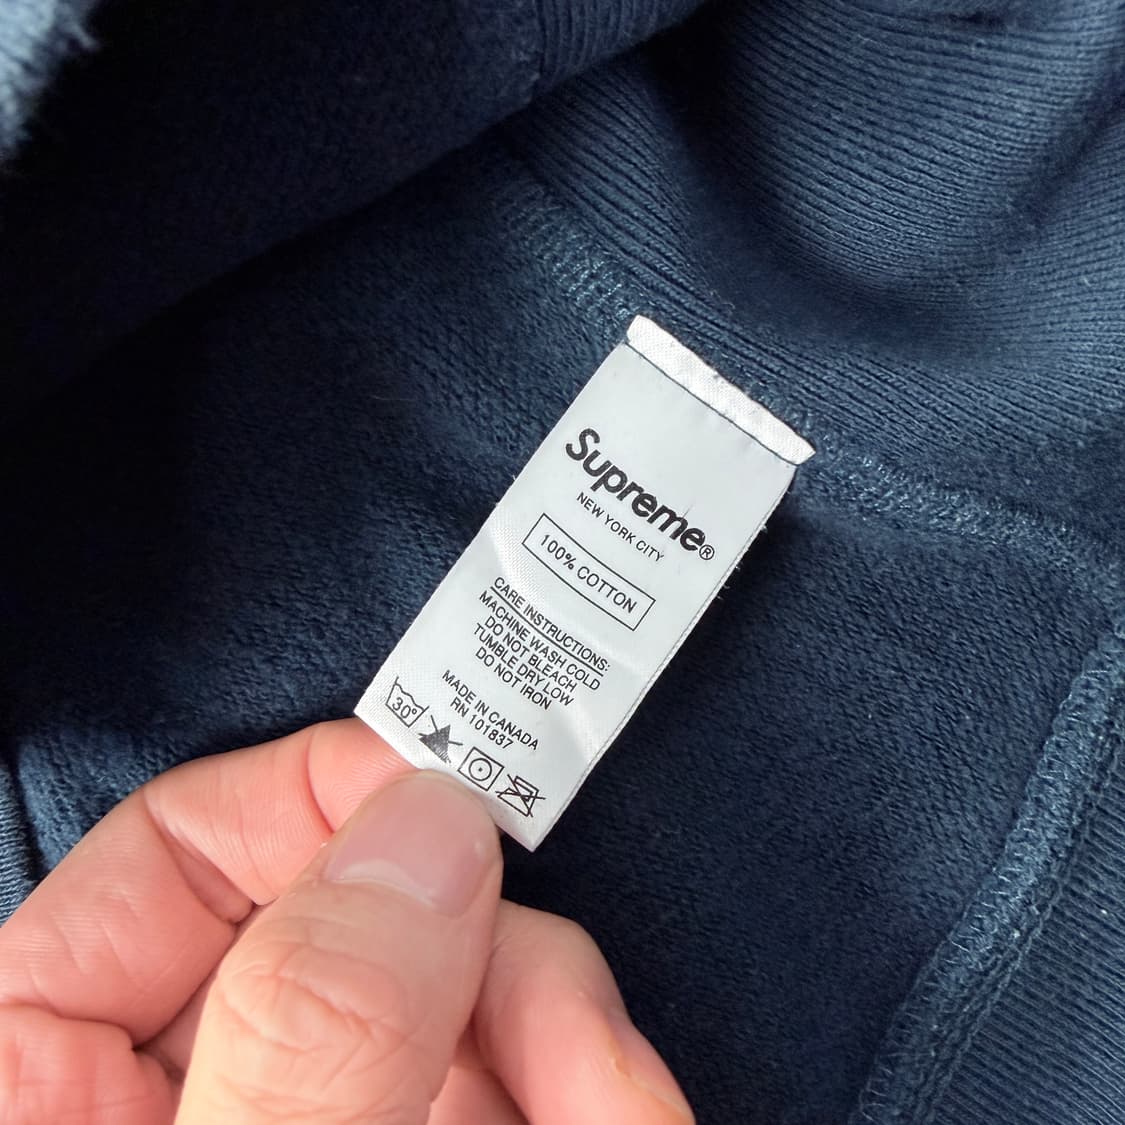 Supreme®
NEW YORK CITY
100% COTTON
CARE INSTRUCTIONS:
MACHINE WASH COLD
DO NOT BLEACH
TUMBLE DRY LOW
DO NOT IRON
MADE IN CANADA
RN 101837
30°